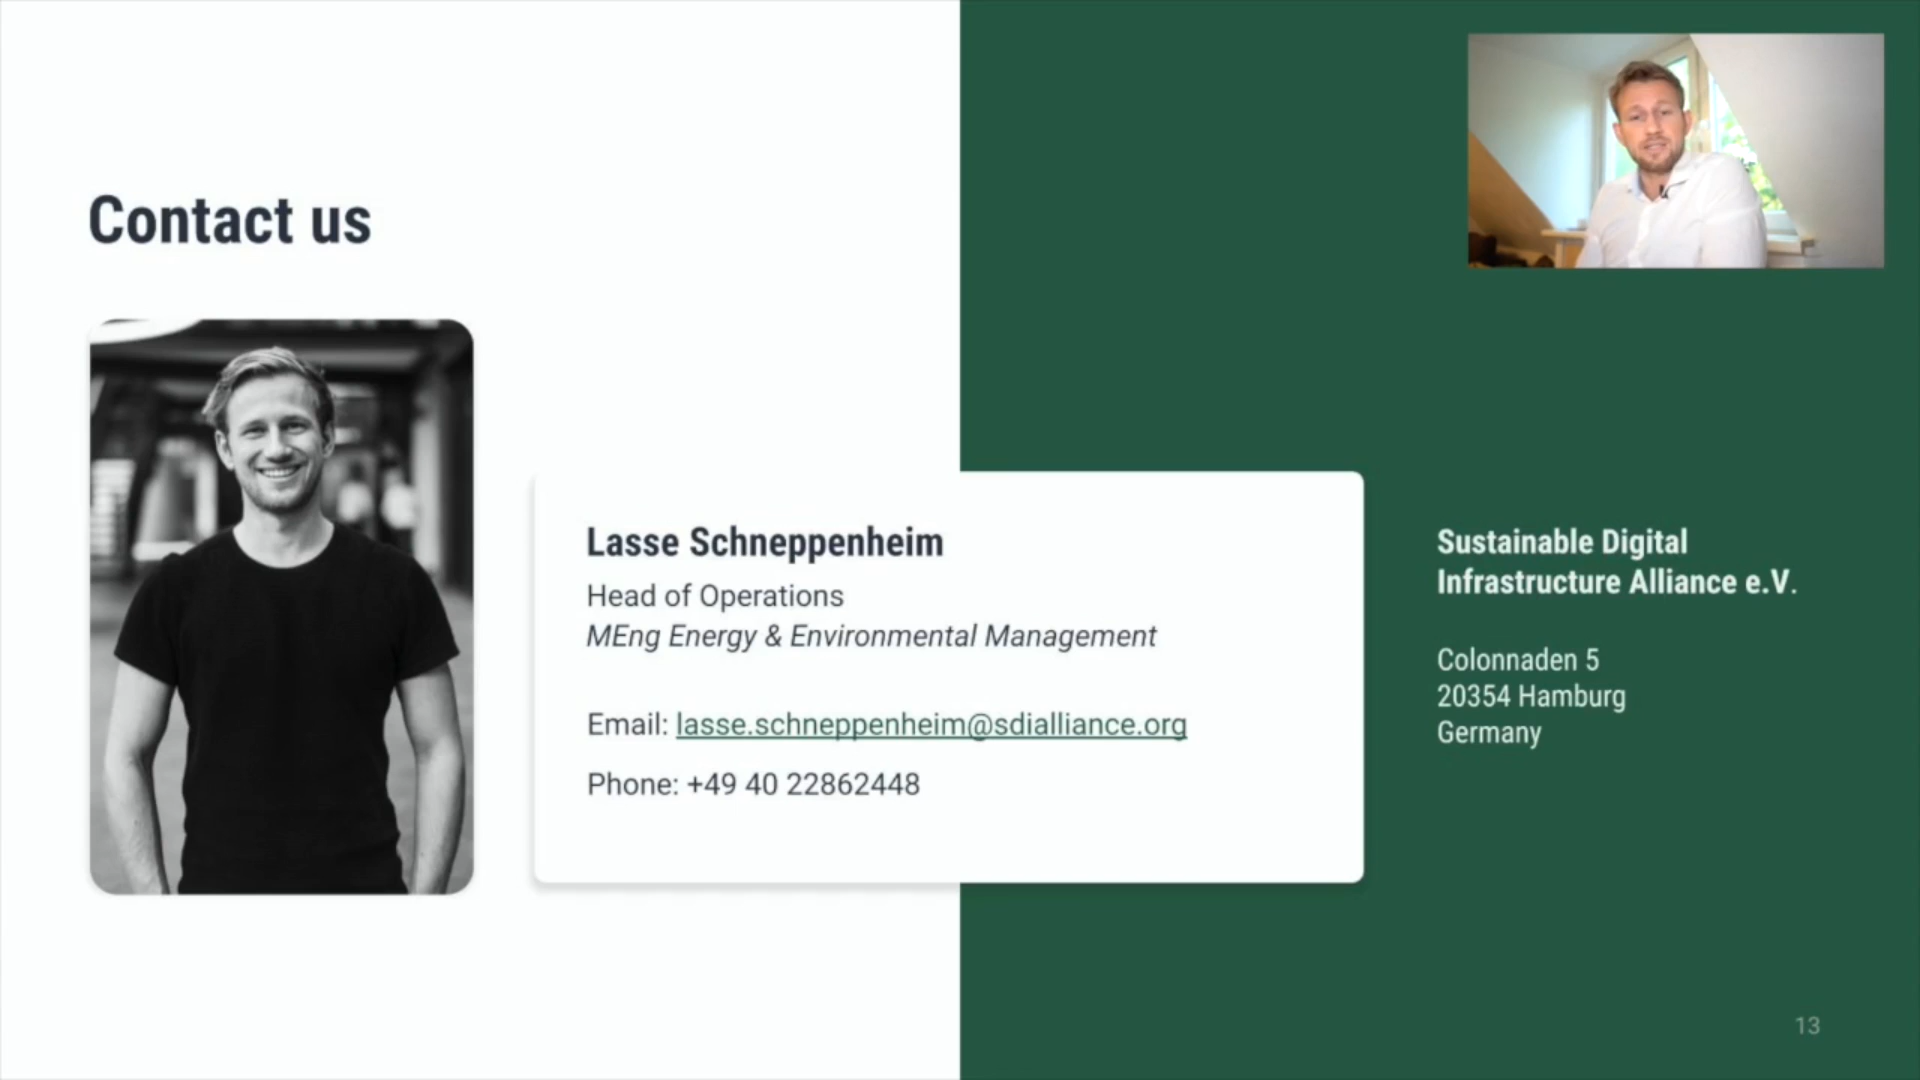 Contact us
Lasse Schneppenheim
Head of Operations
MEng Energy & Environmental Management
Email: lasse.schneppenheim@sdialliance.org
Phone: +49 40 22862448
Sustainable Digital
Infrastructure Alliance e.V.
Colonnaden 5
20354 Hamburg
Germany
13